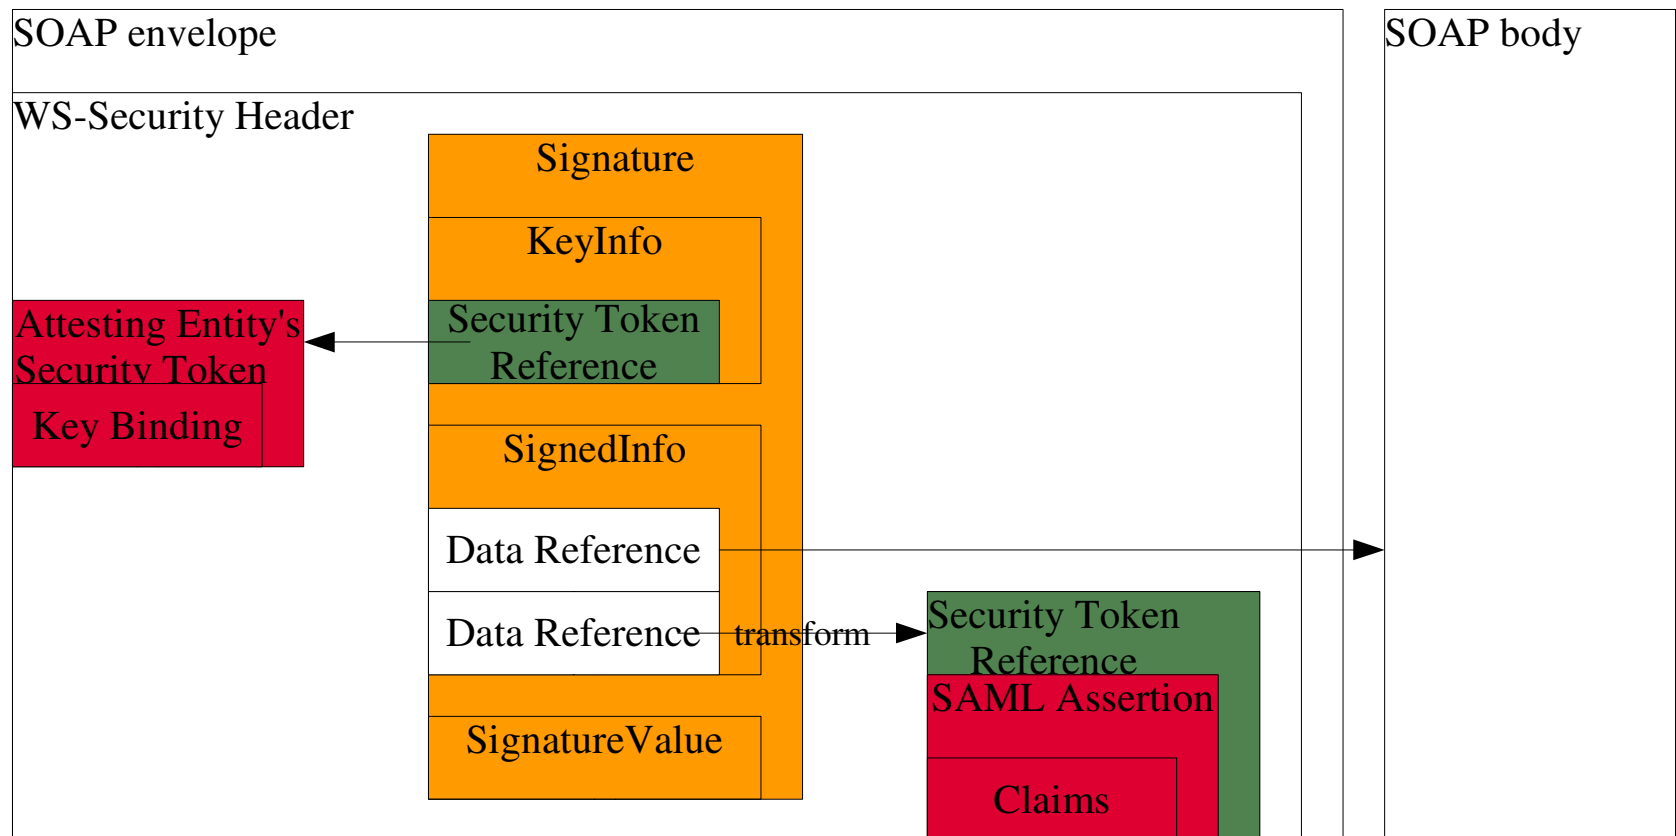 SOAP envelope
SOAP body
WS-Security Header
Signature
KeyInfo
Attesting Entity's
Security Token
Key Binding
Security Token
Reference
SignedInfo
Data Reference
Data Reference
transform
Security Token
Reference
SAML Assertion
Claims
SignatureValue